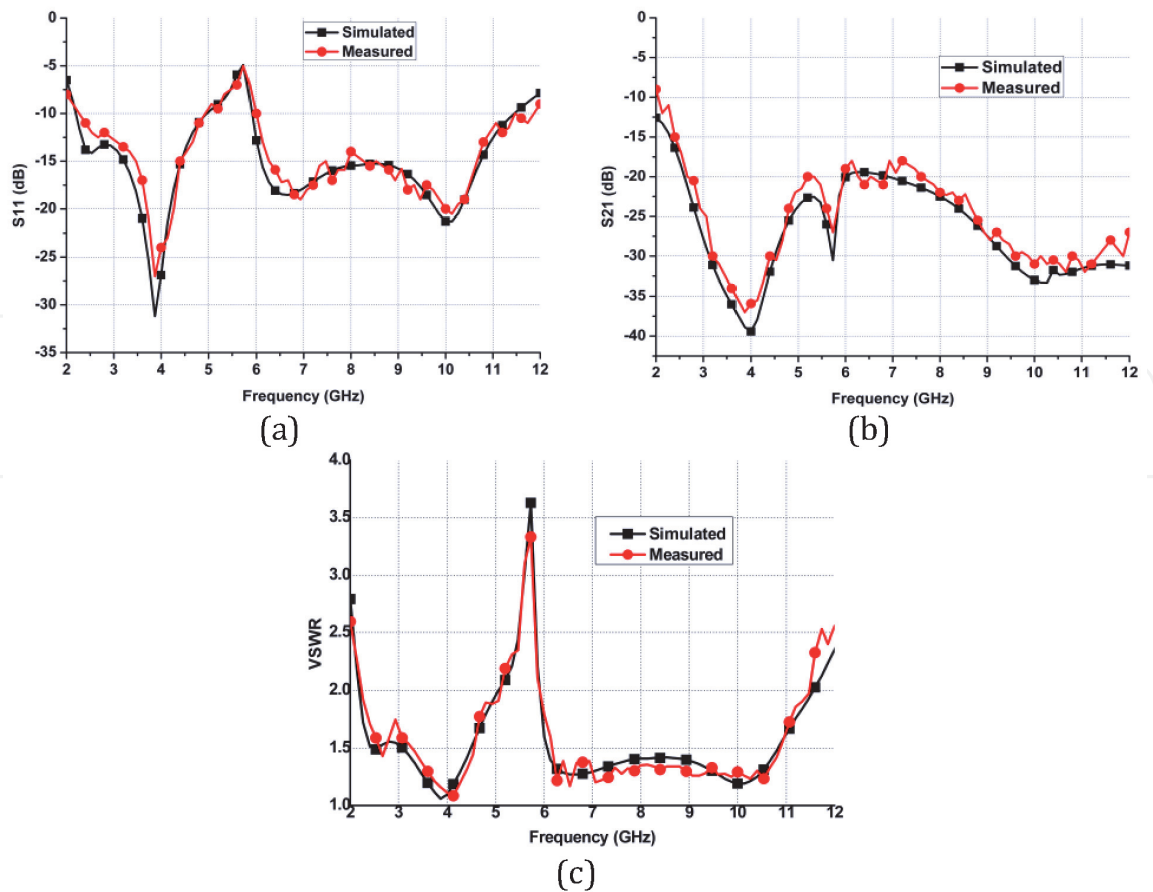 0
-5
-10
-15
-20
-25
-30
-35
S11 (dB)
Simulated
Measured
2 3 4 5 6 7 8 9 10 11 12
Frequency (GHz)
(a)
0
-5
-10
-15
-20
-25
-30
-35
-40
S21 (dB)
Simulated
Measured
2 3 4 5 6 7 8 9 10 11 12
Frequency (GHz)
(b)
4.0
3.5
3.0
2.5
2.0
1.5
1.0
VSWR
Simulated
Measured
2 3 4 5 6 7 8 9 10 11 12
Frequency (GHz)
(c)